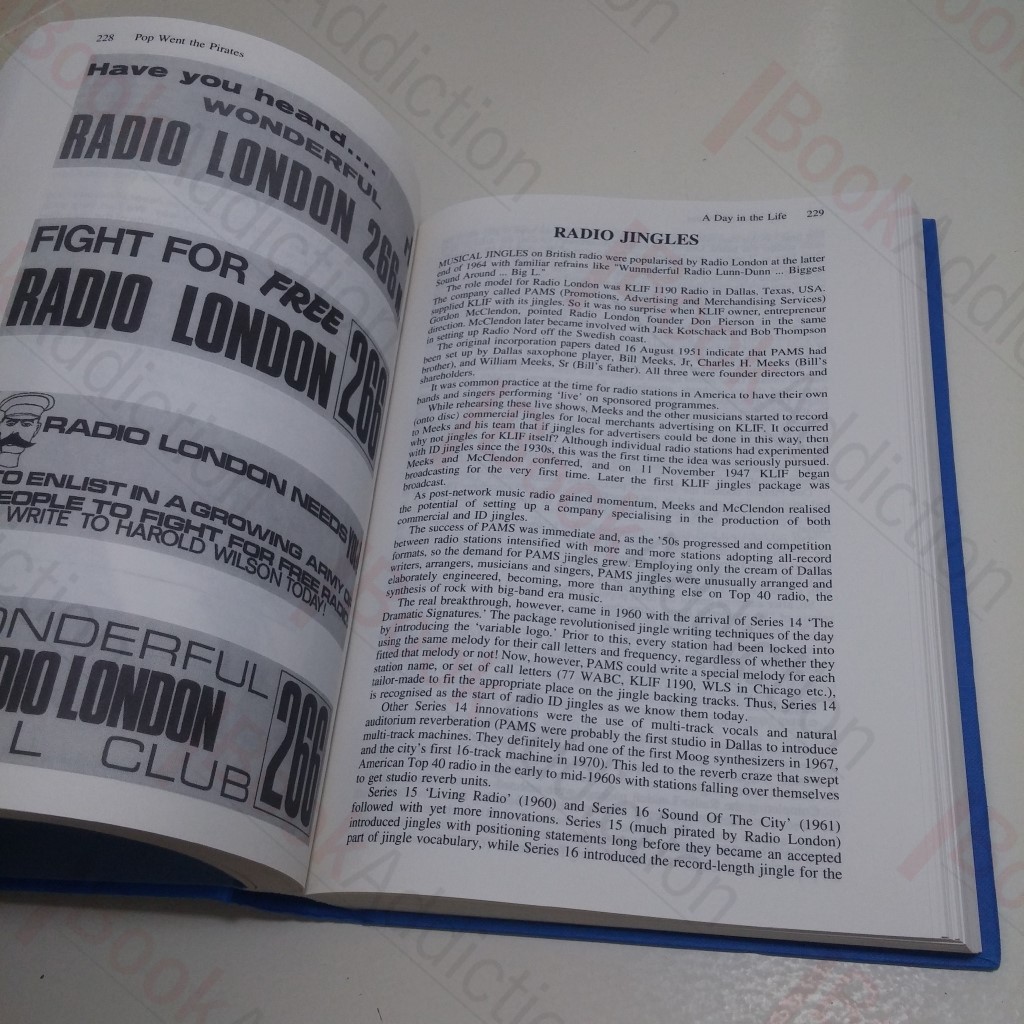 228 Pop Went the Pirates
Have you heard....
WONDERFUL
RADIO LONDON 266
FIGHT FOR FREE
RADIO LONDON 266
RADIO LONDON NEEDS
TO ENLIST IN A GROWING ARMY
PEOPLE TO FIGHT FOR FREE RADIO
WRITE TO HAROLD WILSON TODAY!
ONDERFUL
DIO LONDON 266
L CLUB
A Day in the Life 229
RADIO JINGLES
MUSICAL JINGLES on British radio were popularised by Radio London at the latter
end of 1964 with familiar refrains like "Wunnnderful Radio Lunn-Dunn ... Biggest
Sound Around ... Big L."
The role model for Radio London was KLIF 1190 Radio in Dallas, Texas, USA.
The company called PAMS (Promotions, Advertising and Merchandising Services)
supplied KLIF with its jingles. So it was no surprise when KLIF owner, entrepreneur
Gordon McClendon, pointed Radio London founder Don Pierson in the same
direction. McClendon later became involved with Jack Kotschack and Bob Thompson
in setting up Radio Nord off the Swedish coast.
The original incorporation papers dated 16 August 1951 indicate that PAMS had
been set up by Dallas saxophone player, Bill Meeks, Jr, Charles H. Meeks (Bill's
brother), and William Meeks, Sr (Bill's father). All three were founder directors and
shareholders.
It was common practice at the time for radio stations in America to have their own
bands and singers performing 'live' on sponsored programmes.
While rehearsing these live shows, Meeks and the other musicians started to record
(onto disc) commercial jingles for local merchants advertising on KLIF. It occurred
to Meeks and his team that if jingles for advertisers could be done in this way, then
why not jingles for KLIF itself? Although individual radio stations had experimented
with ID jingles since the 1930s, this was the first time the idea was seriously pursued.
Meeks and McClendon conferred, and on 11 November 1947 KLIF began
broadcasting for the very first time. Later the first KLIF jingles package was
broadcast.
As post-network music radio gained momentum, Meeks and McClendon realised
the potential of setting up a company specialising in the production of both
commercial and ID jingles.
The success of PAMS was immediate and, as the '50s progressed and competition
between radio stations intensified with more and more stations adopting all-record
formats, so the demand for PAMS jingles grew. Employing only the cream of Dallas
writers, arrangers, musicians and singers, PAMS jingles were unusually arranged and
elaborately engineered, becoming, more than anything else on Top 40 radio, the
synthesis of rock with big-band era music.
The real breakthrough, however, came in 1960 with the arrival of Series 14 'The
Dramatic Signatures.' The package revolutionised jingle writing techniques of the day
by introducing the 'variable logo.' Prior to this, every station had been locked into
using the same melody for their call letters and frequency, regardless of whether they
fitted that melody or not! Now, however, PAMS could write a special melody for each
station name, or set of call letters (77 WABC, KLIF 1190, WLS in Chicago etc.),
tailor-made to fit the appropriate place on the jingle backing tracks. Thus, Series 14
is recognised as the start of radio ID jingles as we know them today.
Other Series 14 innovations were the use of multi-track vocals and natural
auditorium reverberation (PAMS were probably the first studio in Dallas to introduce
multi-track machines. They definitely had one of the first Moog synthesizers in 1967,
and the city's first 16-track machine in 1970). This led to the reverb craze that swept
American Top 40 radio in the early to mid-1960s with stations falling over themselves
to get studio reverb units.
Series 15 'Living Radio' (1960) and Series 16 'Sound Of The City' (1961)
followed with yet more innovations. Series 15 (much pirated by Radio London)
introduced jingles with positioning statements long before they became an accepted
part of jingle vocabulary, while Series 16 introduced the record-length jingle for the
BookAddiction